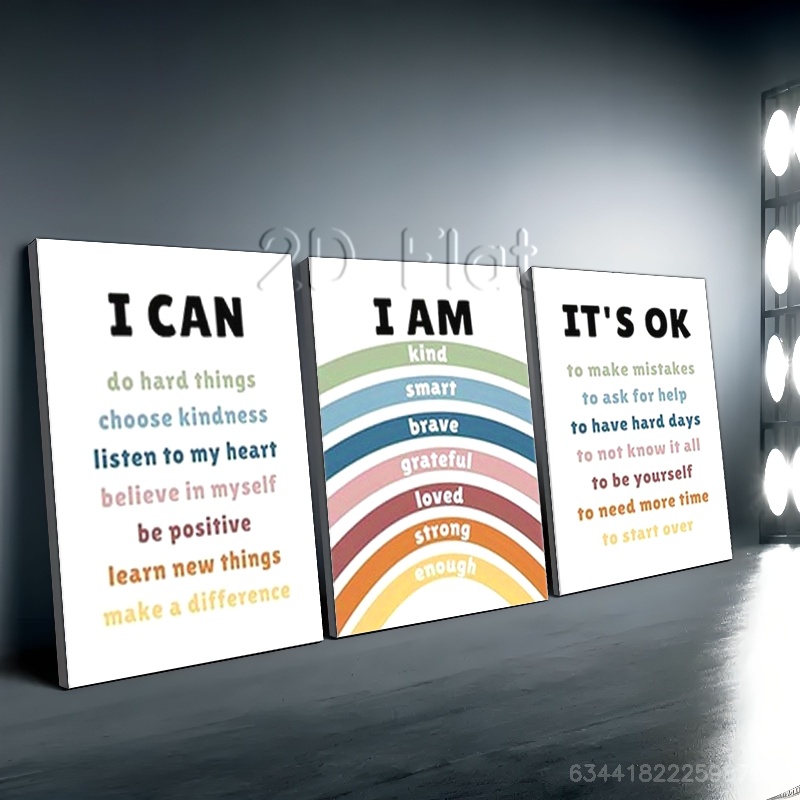 2D Flat
I CAN
do hard things
choose kindness
listen to my heart
believe in myself
be positive
learn new things
make a difference
I AM
kind
smart
brave
grateful
loved
strong
enough
IT'S OK
to make mistakes
to ask for help
to have hard days
to not know it all
to be yourself
to need more time
to start over